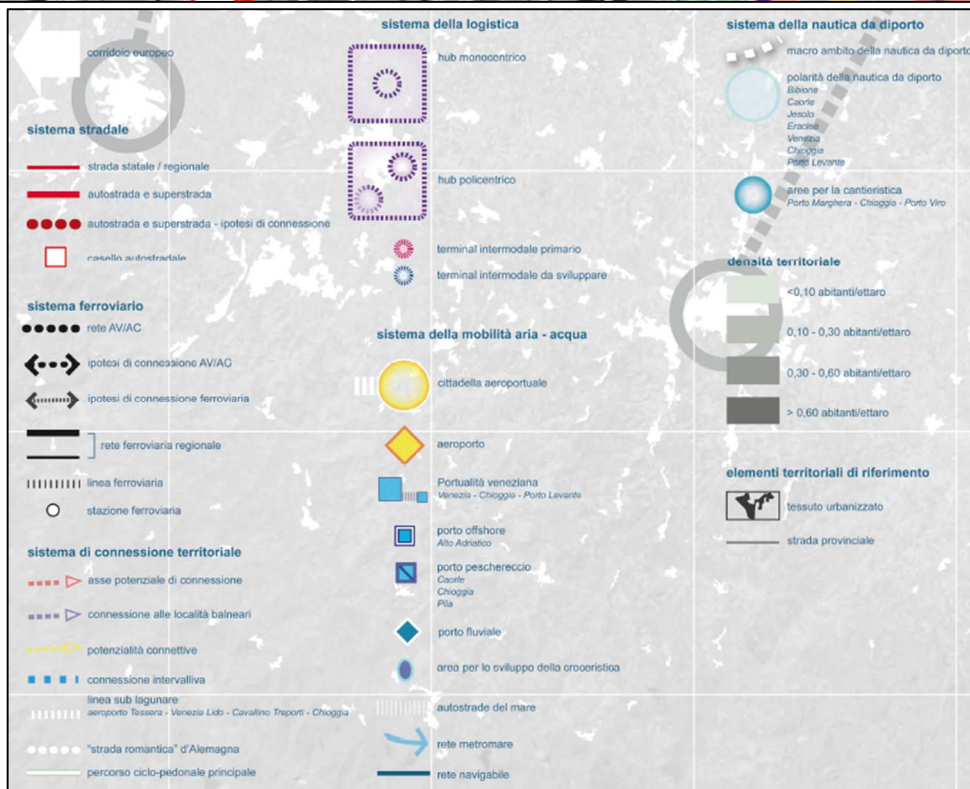 corridoio europeo
sistema stradale
strada statale / regionale
autostrada e superstrada
autostrada e superstrada - ipotesi di connessione
casello autostradale
sistema ferroviario
rete AV/AC
ipotesi di connessione AV/AC
ipotesi di connessione ferroviaria
rete ferroviaria regionale
linea ferroviaria
stazione ferroviaria
sistema di connessione territoriale
asse potenziale di connessione
connessione alle località balneari
potenzialità connettive
connessione intervalliva
linea sub lagunare
aeroporto Tessera - Venezia Lido - Cavallino Treporti - Chioggia
"strada romantica" d'Alemagna
percorso ciclo-pedonale principale
sistema della logistica
hub monocentrico
hub policentrico
terminal intermodale primario
terminal intermodale da sviluppare
sistema della mobilità aria - acqua
cittadella aeroportuale
aeroporto
Portualità veneziana
Venezia - Chioggia - Porto Levante
porto offshore
Alto Adriatico
porto peschereccio
Caorle
Chioggia
Pila
porto fluviale
area per lo sviluppo della croceristica
autostrade del mare
rete metromare
rete navigabile
sistema della nautica da diporto
macro ambito della nautica da diporto
polarità della nautica da diporto
Bibione
Caorle
Jesolo
Eraclea
Venezia
Chioggia
Porto Levante
aree per la cantieristica
Porto Marghera - Chioggia - Porto Viro
densità territoriale
<0,10 abitanti/ettaro
0,10 - 0,30 abitanti/ettaro
0,30 - 0,60 abitanti/ettaro
> 0,60 abitanti/ettaro
elementi territoriali di riferimento
tessuto urbanizzato
strada provinciale